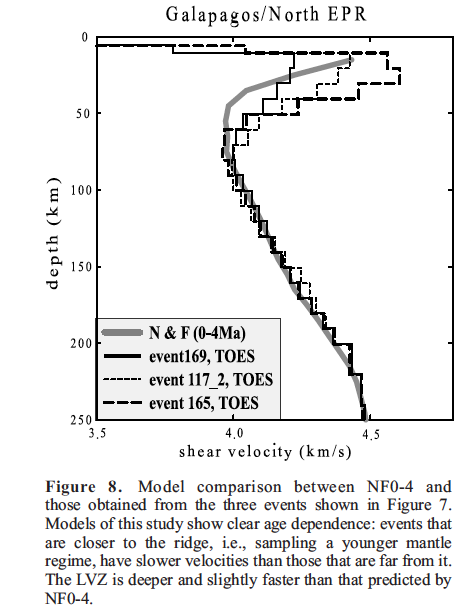 Galapagos/North EPR
0
50
100
150
200
250
depth (km)
N & F (0-4Ma)
event169, TOES
event 117_2, TOES
event 165, TOES
3.5 4.0 4.5
shear velocity (km/s)
Figure 8. Model comparison between NF0-4 and
those obtained from the three events shown in Figure 7.
Models of this study show clear age dependence: events that
are closer to the ridge, i.e., sampling a younger mantle
regime, have slower velocities than those that are far from it.
The LVZ is deeper and slightly faster than that predicted by
NF0-4.